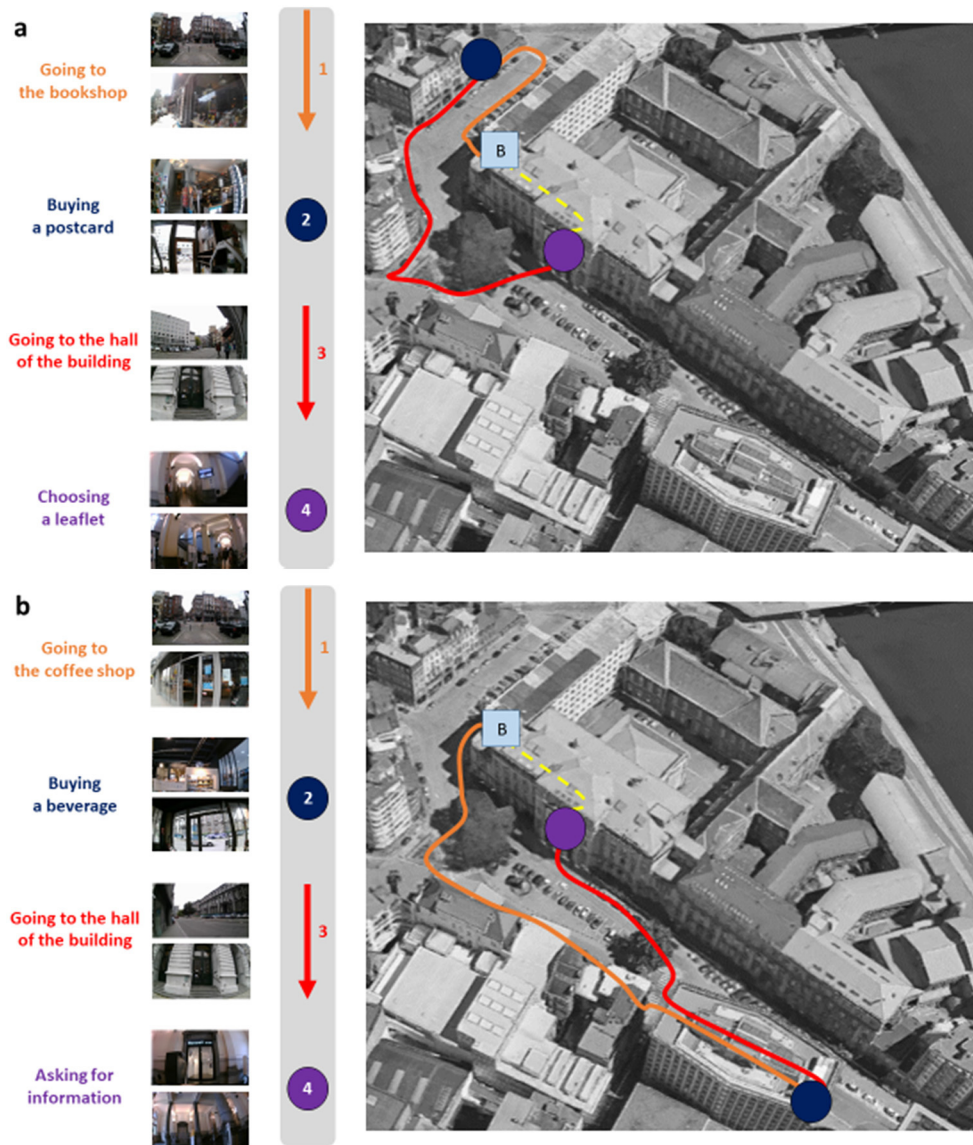 a
Going to
the bookshop
1
B
Buying
a postcard
2
Going to the hall
of the building
3
Choosing
a leaflet
4
b
Going to
the coffee shop
1
B
Buying
a beverage
2
Going to the hall
of the building
3
Asking for
information
4